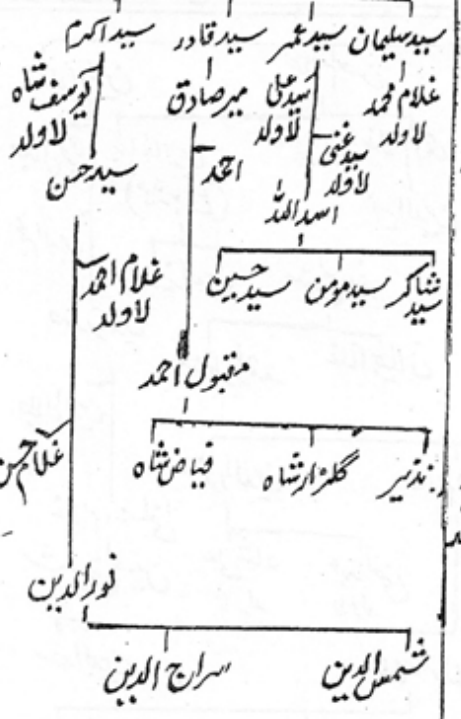 سید سلیمان سید عمر سید قادر سید اکرم
غلام محمد
لاولد
سید علی
لاولد
میر صادق
یوسف شاہ
لاولد
سید غنی
لاولد
احمد
سید حسن
اسد اللہ
سید شاکر سید مومن سید حسین
غلام احمد
لاولد
مقبول احمد
نذیر گلزار شاہ فیاض شاہ
غلام حسن
نور الدین
شمس الدین سراج الدین